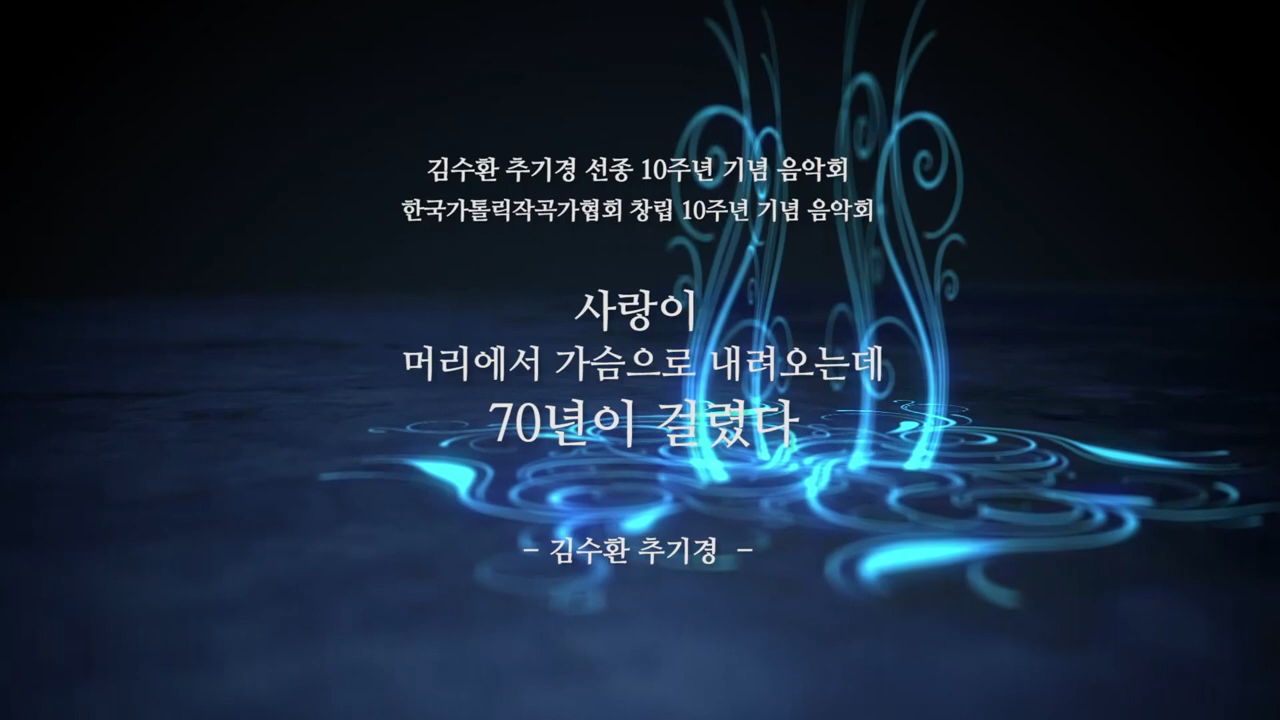 김수환 추기경 선종 10주년 기념 음악회
한국가톨릭작곡가협회 창립 10주년 기념 음악회
사랑이
머리에서 가슴으로 내려오는데
70년이 걸렸다
– 김수환 추기경 –